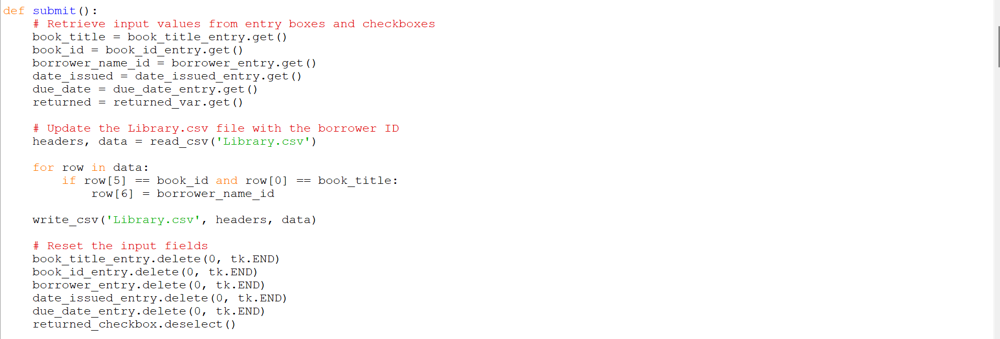 def submit():
    # Retrieve input values from entry boxes and checkboxes
    book_title = book_title_entry.get()
    book_id = book_id_entry.get()
    borrower_name_id = borrower_entry.get()
    date_issued = date_issued_entry.get()
    due_date = due_date_entry.get()
    returned = returned_var.get()

    # Update the Library.csv file with the borrower ID
    headers, data = read_csv('Library.csv')

    for row in data:
        if row[5] == book_id and row[0] == book_title:
            row[6] = borrower_name_id

    write_csv('Library.csv', headers, data)

    # Reset the input fields
    book_title_entry.delete(0, tk.END)
    book_id_entry.delete(0, tk.END)
    borrower_entry.delete(0, tk.END)
    date_issued_entry.delete(0, tk.END)
    due_date_entry.delete(0, tk.END)
    returned_checkbox.deselect()